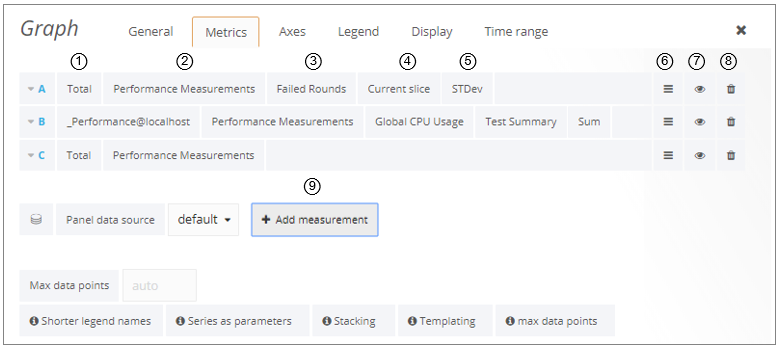 Graph General Metrics Axes Legend Display Time range ✖
① ② ③ ④ ⑤ ⑥ ⑦ ⑧
A Total Performance Measurements Failed Rounds Current slice STDev
B _Performance@localhost Performance Measurements Global CPU Usage Test Summary Sum
C Total Performance Measurements
⑨
Panel data source default + Add measurement
Max data points auto
Shorter legend names Series as parameters Stacking Templating max data points